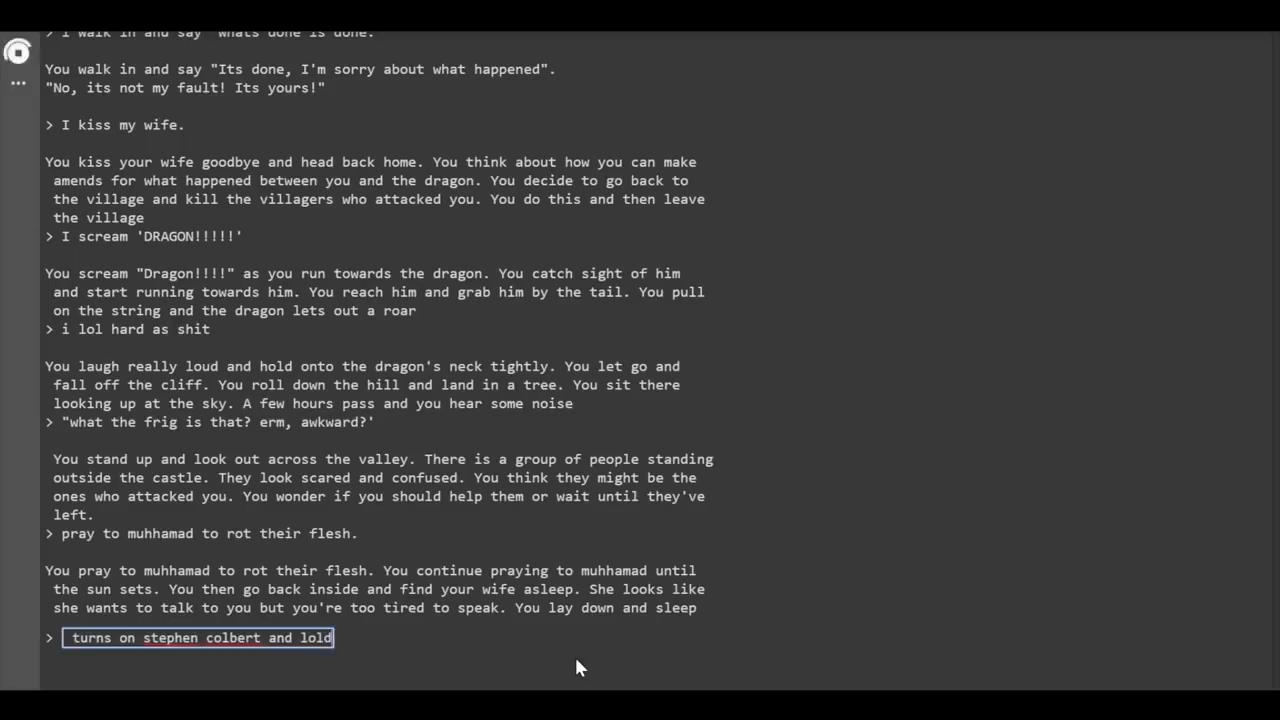 > I walk in and say "whats done is done.
You walk in and say "Its done, I'm sorry about what happened".
"No, its not my fault! Its yours!"
> I kiss my wife.
You kiss your wife goodbye and head back home. You think about how you can make
amends for what happened between you and the dragon. You decide to go back to
the village and kill the villagers who attacked you. You do this and then leave
the village
> I scream 'DRAGON!!!!!'
You scream "Dragon!!!!" as you run towards the dragon. You catch sight of him
and start running towards him. You reach him and grab him by the tail. You pull
on the string and the dragon lets out a roar
> i lol hard as shit
You laugh really loud and hold onto the dragon's neck tightly. You let go and
fall off the cliff. You roll down the hill and land in a tree. You sit there
looking up at the sky. A few hours pass and you hear some noise
> "what the frig is that? erm, awkward?'
You stand up and look out across the valley. There is a group of people standing
outside the castle. They look scared and confused. You think they might be the
ones who attacked you. You wonder if you should help them or wait until they've
left.
> pray to muhhamad to rot their flesh.
You pray to muhhamad to rot their flesh. You continue praying to muhhamad until
the sun sets. You then go back inside and find your wife asleep. She looks like
she wants to talk to you but you're too tired to speak. You lay down and sleep
> turns on stephen colbert and lold